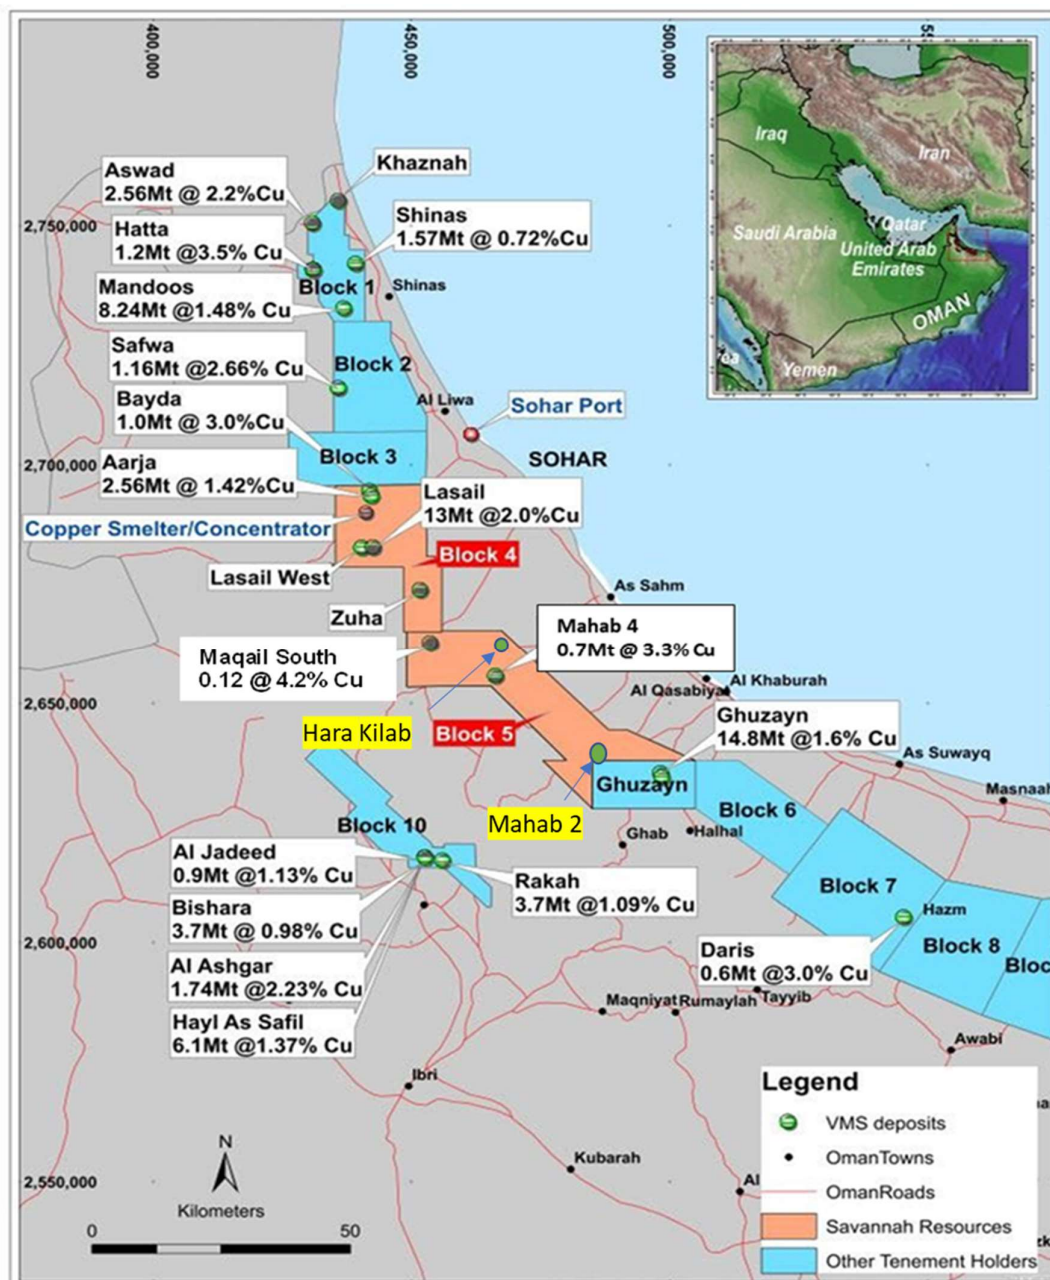 400,000
450,000
500,000
55
Iraq
Iran
Saudi Arabia
Qatar
United Arab
Emirates
OMAN
Yemen
ea
Aswad
2.56Mt @ 2.2%Cu
Khaznah
2,750,000
Hatta
1.2Mt @3.5% Cu
Shinas
1.57Mt @ 0.72%Cu
Block 1
Shinas
Mandoos
8.24Mt @1.48% Cu
Safwa
1.16Mt @2.66% Cu
Block 2
Bayda
1.0Mt @ 3.0%Cu
Al Liwa
Sohar Port
2,700,000
Block 3
SOHAR
Aarja
2.56Mt @ 1.42%Cu
Lasail
13Mt @2.0%Cu
Copper Smelter/Concentrator
Block 4
Lasail West
As Sahm
Zuha
Mahab 4
0.7Mt @ 3.3% Cu
Maqail South
0.12 @ 4.2% Cu
Al Khaburah
Al Qasabiya
2,650,000
Hara Kilab
Block 5
Ghuzayn
14.8Mt @1.6% Cu
As Suwayq
Ghuzayn
Masnaah
Mahab 2
Block 6
Block 10
Ghab
Halhal
Al Jadeed
0.9Mt @1.13% Cu
Rakah
3.7Mt @1.09% Cu
Block 7
Bishara
3.7Mt @ 0.98% Cu
Hazm
2,600,000
Daris
0.6Mt @3.0% Cu
Block 8
Bloc
Al Ashgar
1.74Mt @2.23% Cu
Maqniyat
Rumaylah
Tayyib
Hayl As Safil
6.1Mt @1.37% Cu
Awabi
Ibri
Kubarah
2,550,000
Al
N
Kilometers
0
50
Legend
VMS deposits
OmanTowns
OmanRoads
Savannah Resources
Other Tenement Holders